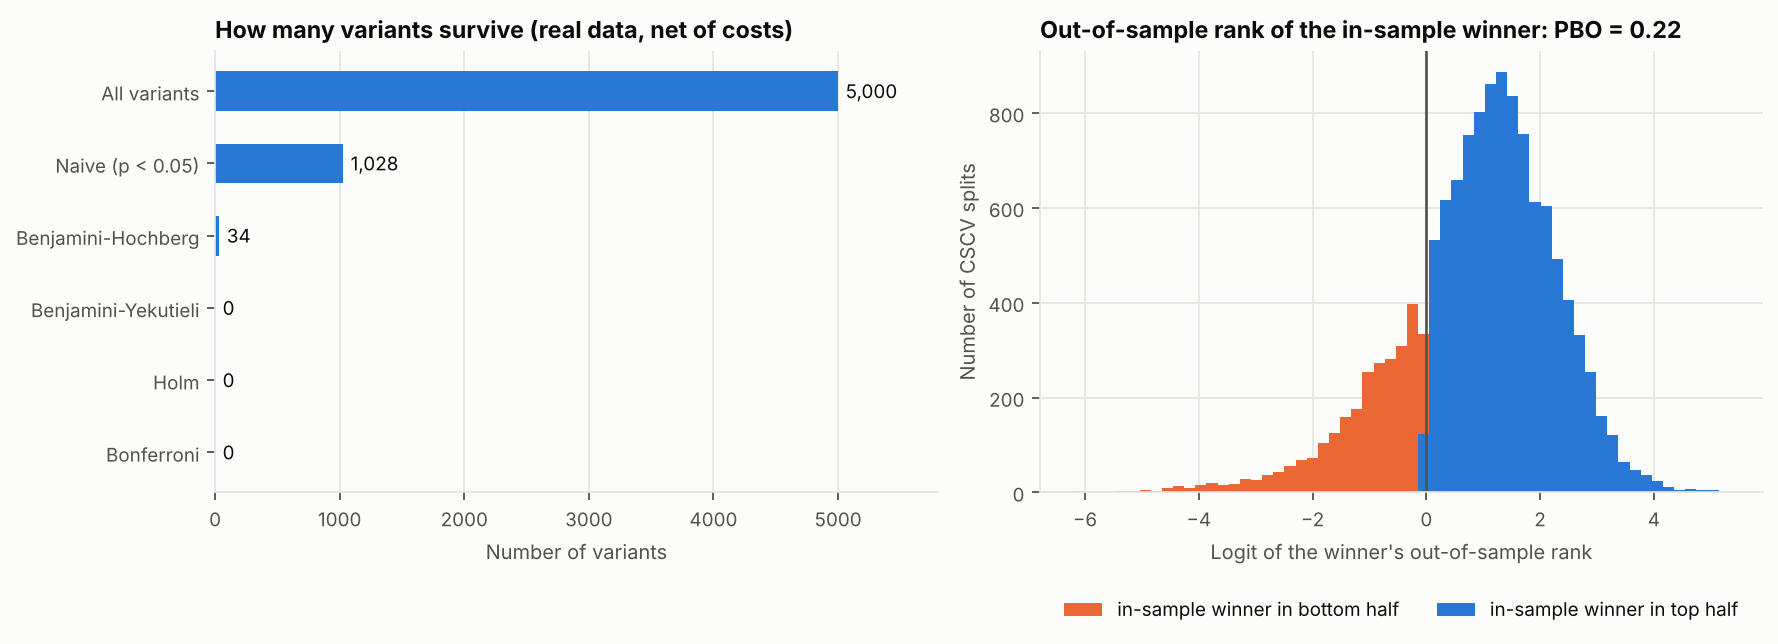 How many variants survive (real data, net of costs)
All variants
5,000
Naive (p < 0.05)
1,028
Benjamini-Hochberg
34
Benjamini-Yekutieli
0
Holm
0
Bonferroni
0
0 1000 2000 3000 4000 5000
Number of variants
Out-of-sample rank of the in-sample winner: PBO = 0.22
Number of CSCV splits
800
600
400
200
0
−6 −4 −2 0 2 4
Logit of the winner's out-of-sample rank
in-sample winner in bottom half
in-sample winner in top half